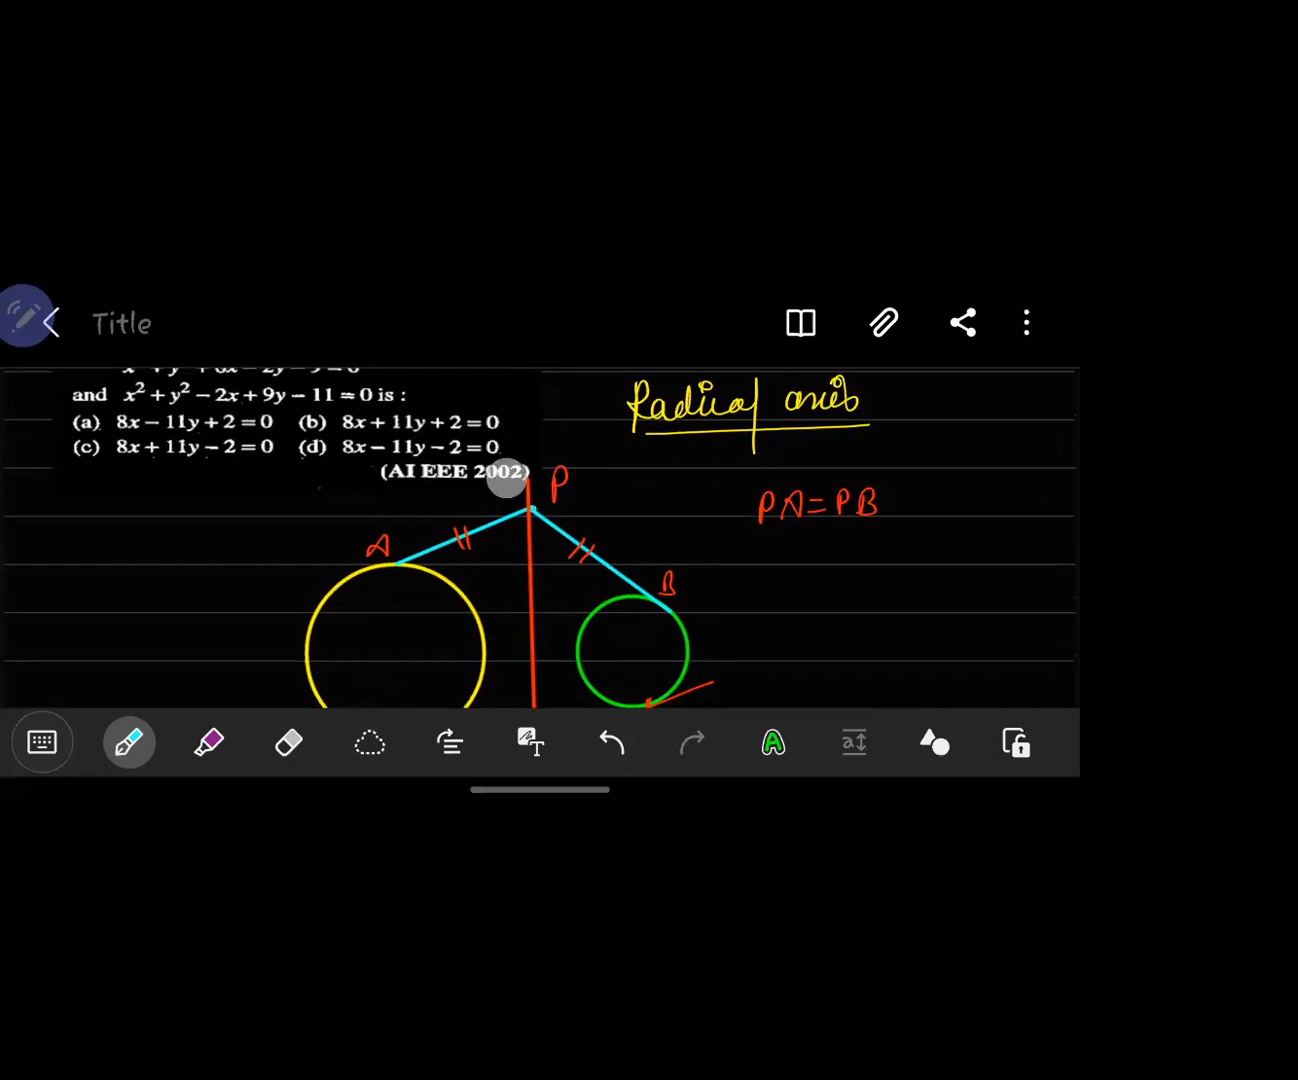 Title
and x² + y² − 2x + 9y − 11 = 0 is :
(a) 8x − 11y + 2 = 0 (b) 8x + 11y + 2 = 0
(c) 8x + 11y − 2 = 0 (d) 8x − 11y − 2 = 0
(AI EEE 2002)
Radical axis
P
PA = PB
A
B